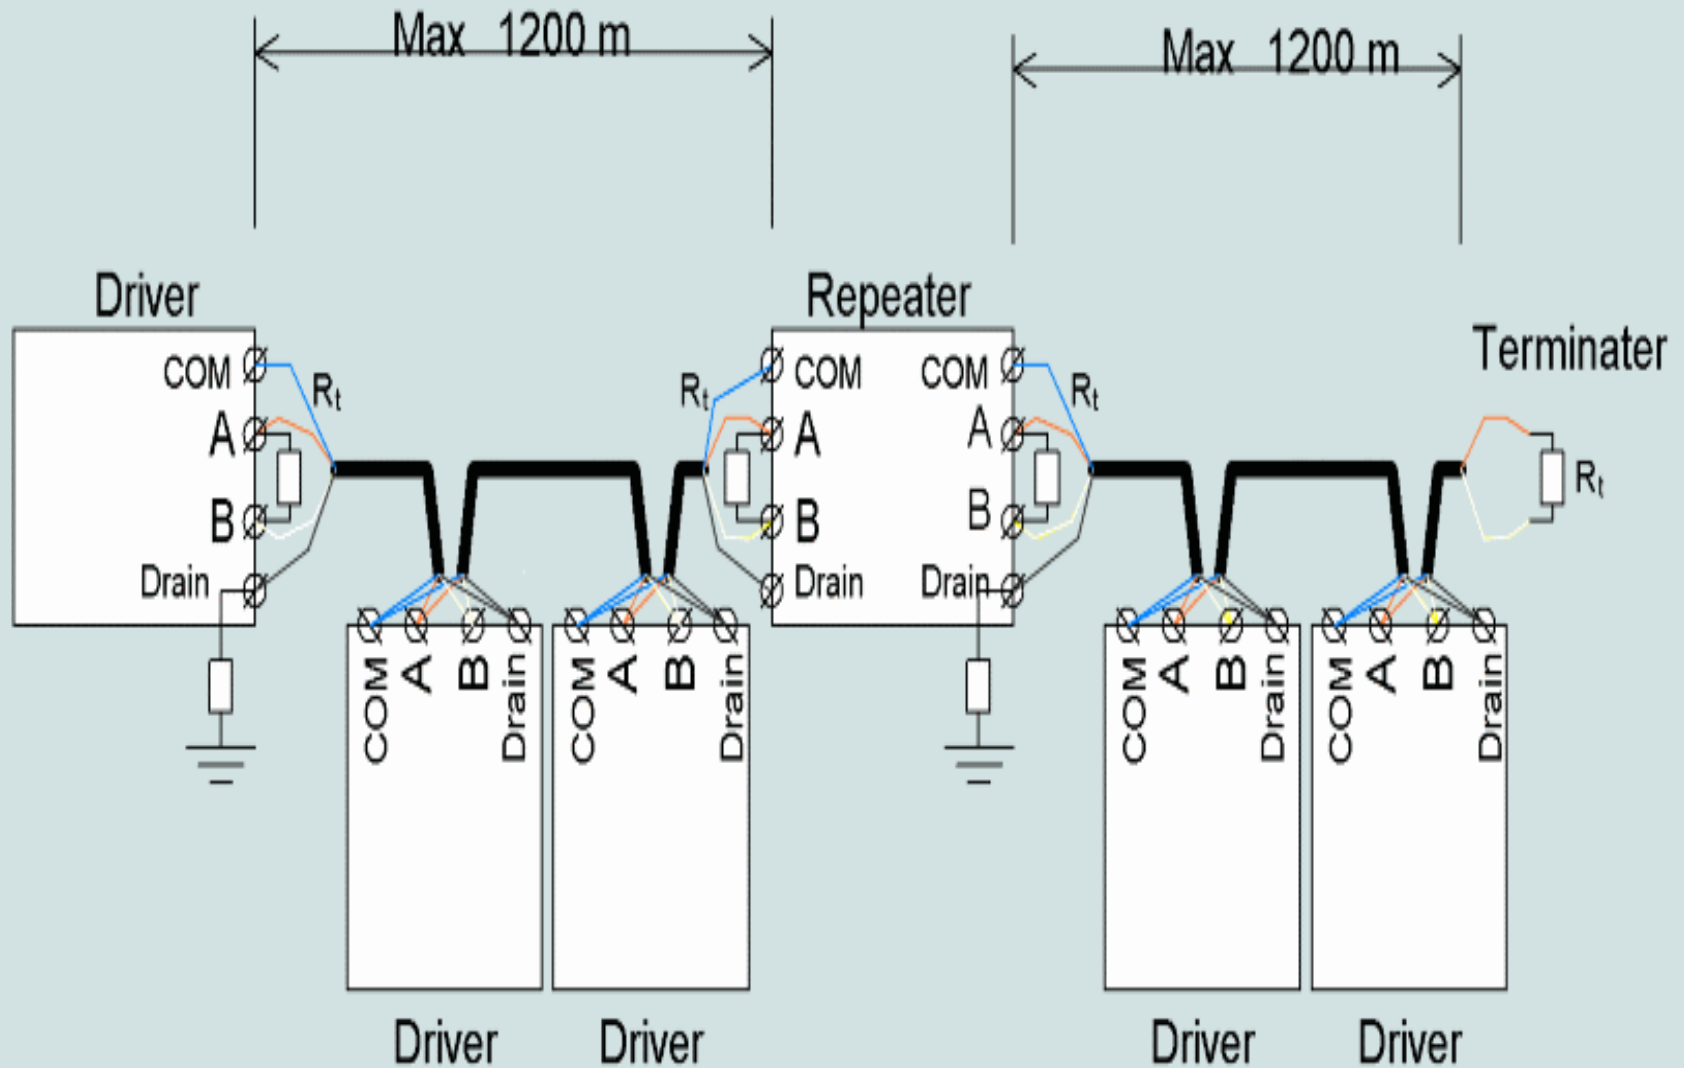 Max 1200 m
Max 1200 m
Driver
Repeater
Terminater
COM
Rt
Rt
COM
COM
Rt
A
A
A
B
B
B
Rt
Drain
Drain
Drain
COM
A
B
Drain
COM
A
B
Drain
COM
A
B
Drain
COM
A
B
Drain
Driver
Driver
Driver
Driver